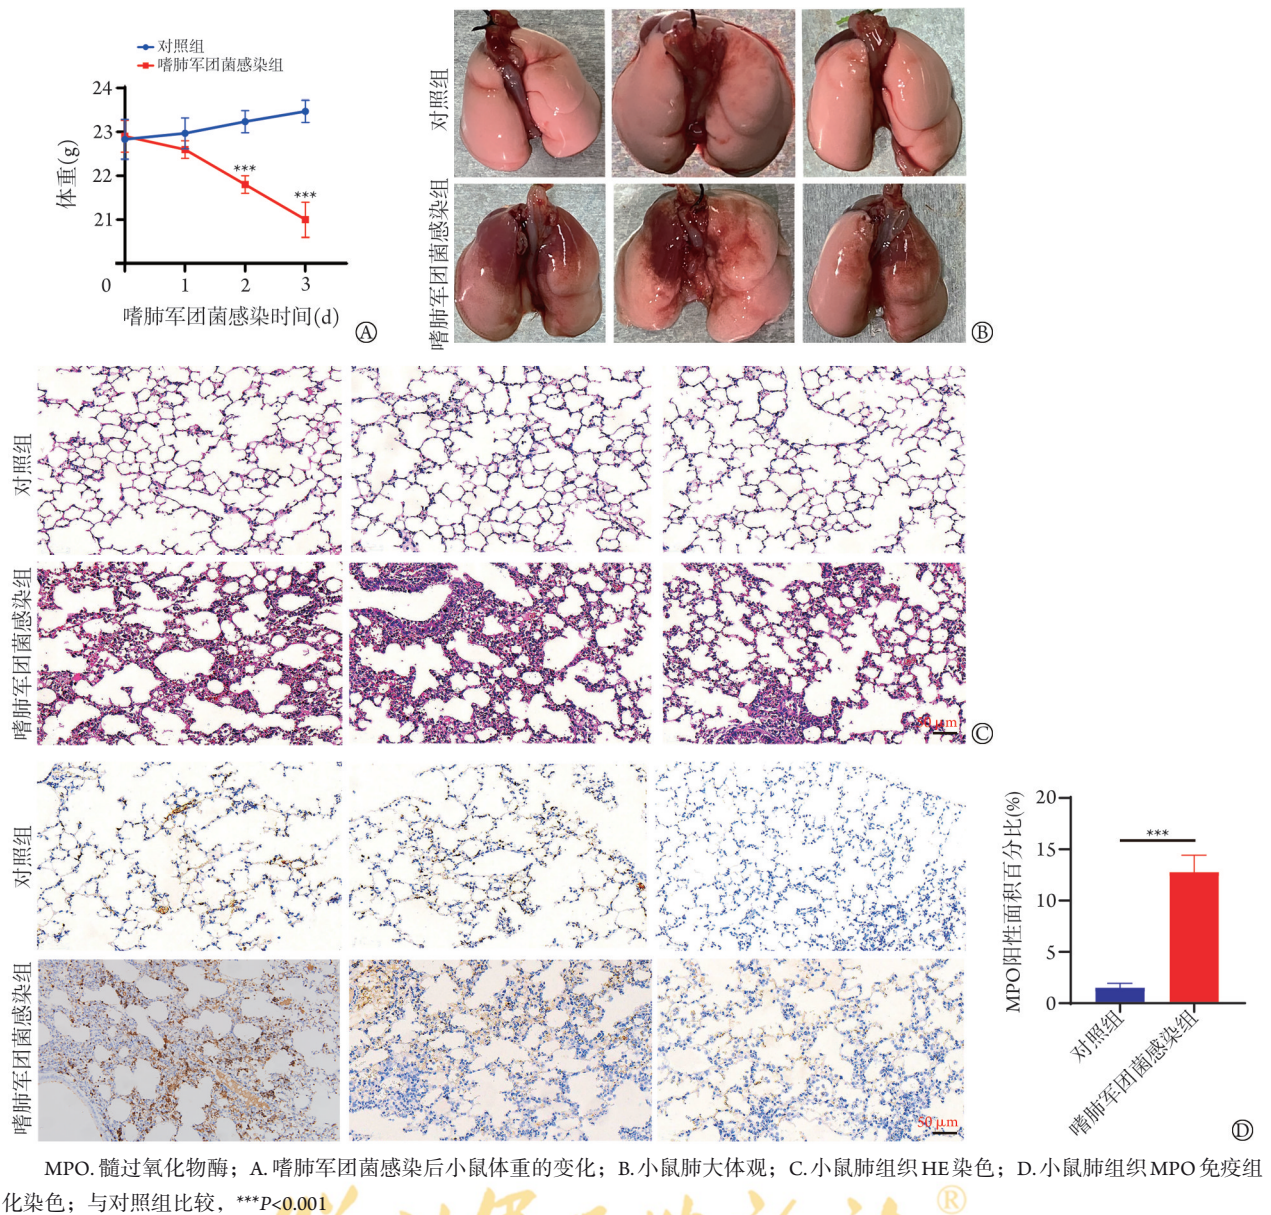 对照组
嗜肺军团菌感染组
24
23
22
21
体重(g)
***
***
0
1
2
3
嗜肺军团菌感染时间(d)
Ⓐ
对照组
嗜肺军团菌感染组
Ⓑ
对照组
嗜肺军团菌感染组
50 μm
Ⓒ
对照组
嗜肺军团菌感染组
50 μm
MPO阳性面积百分比(%)
20
15
10
5
0
***
对照组
嗜肺军团菌感染组
Ⓓ
MPO. 髓过氧化物酶；A. 嗜肺军团菌感染后小鼠体重的变化；B. 小鼠肺大体观；C. 小鼠肺组织 HE 染色；D. 小鼠肺组织 MPO 免疫组
化染色；与对照组比较，***P<0.001
®